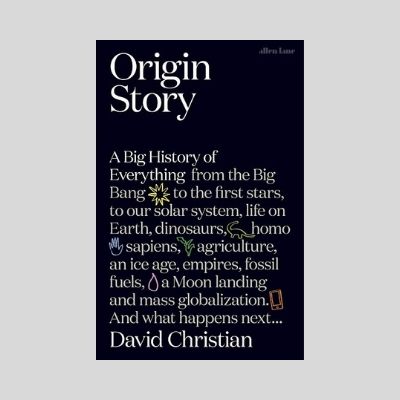 allen lane
Origin
Story
A Big History of
Everything from the Big
Bang to the first stars,
to our solar system, life on
Earth, dinosaurs, homo
sapiens, agriculture,
an ice age, empires, fossil
fuels, a Moon landing
and mass globalization.
And what happens next...
David Christian